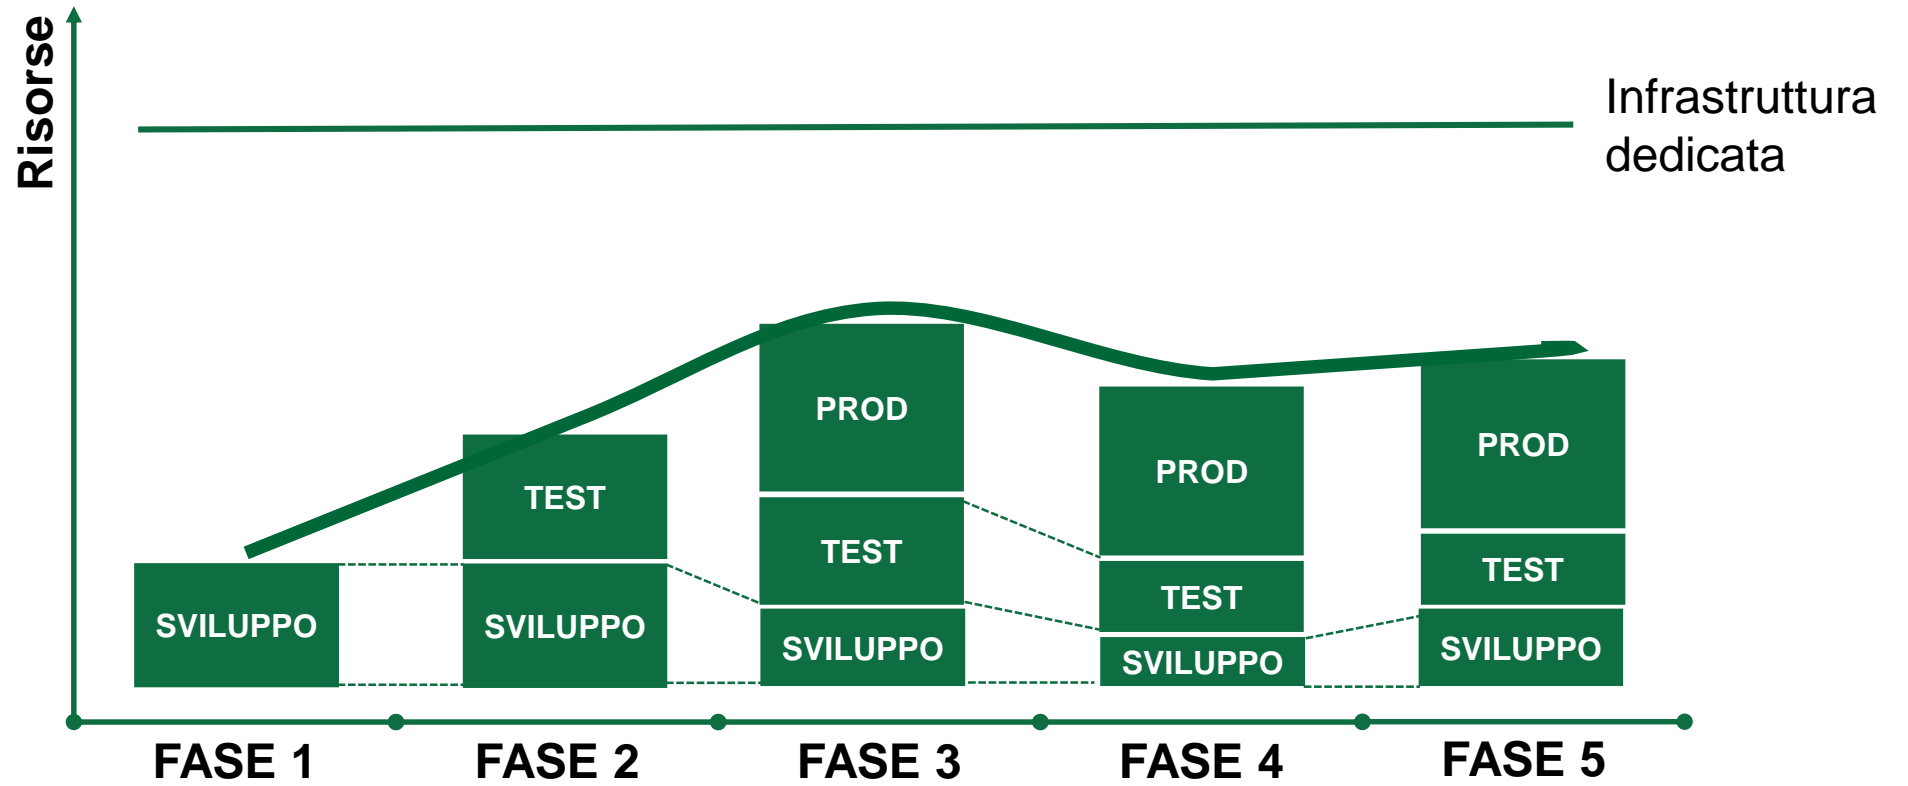 Risorse
Infrastruttura
dedicata
PROD
PROD
PROD
TEST
TEST
TEST
TEST
SVILUPPO
SVILUPPO
SVILUPPO
SVILUPPO
SVILUPPO
FASE 1
FASE 2
FASE 3
FASE 4
FASE 5